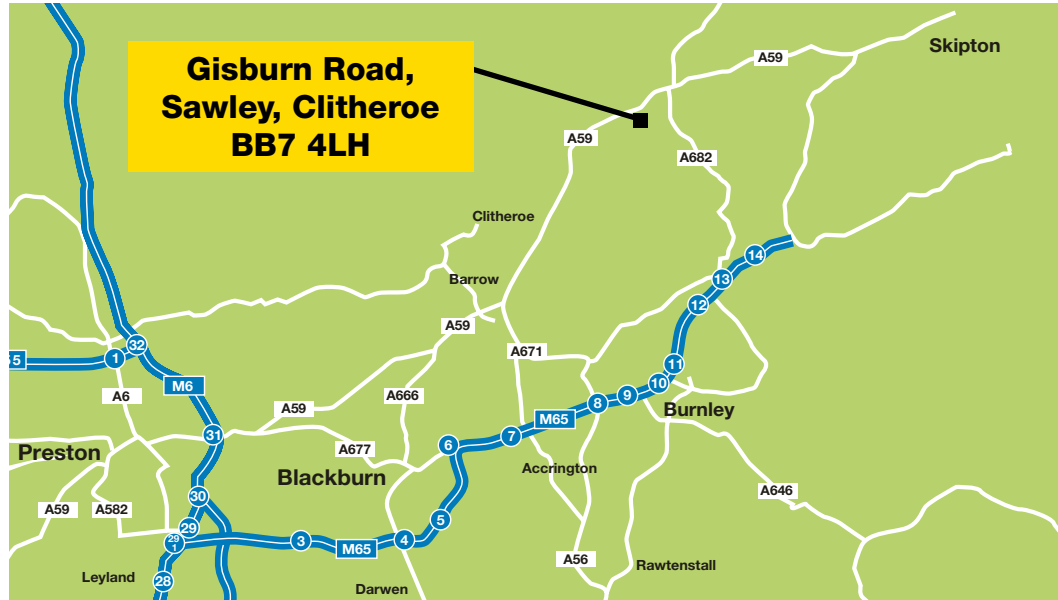 Gisburn Road,
Sawley, Clitheroe
BB7 4LH
Skipton
A59
A59
A682
Clitheroe
14
Barrow
13
12
A59
32
1
55
A671
11
M6
10
A6
A666
9
8
A59
Burnley
M65
31
7
6
Preston
A677
Blackburn
Accrington
30
A646
A59
A582
5
29
29
1
3
M65
4
A56
Rawtenstall
Leyland
28
Darwen